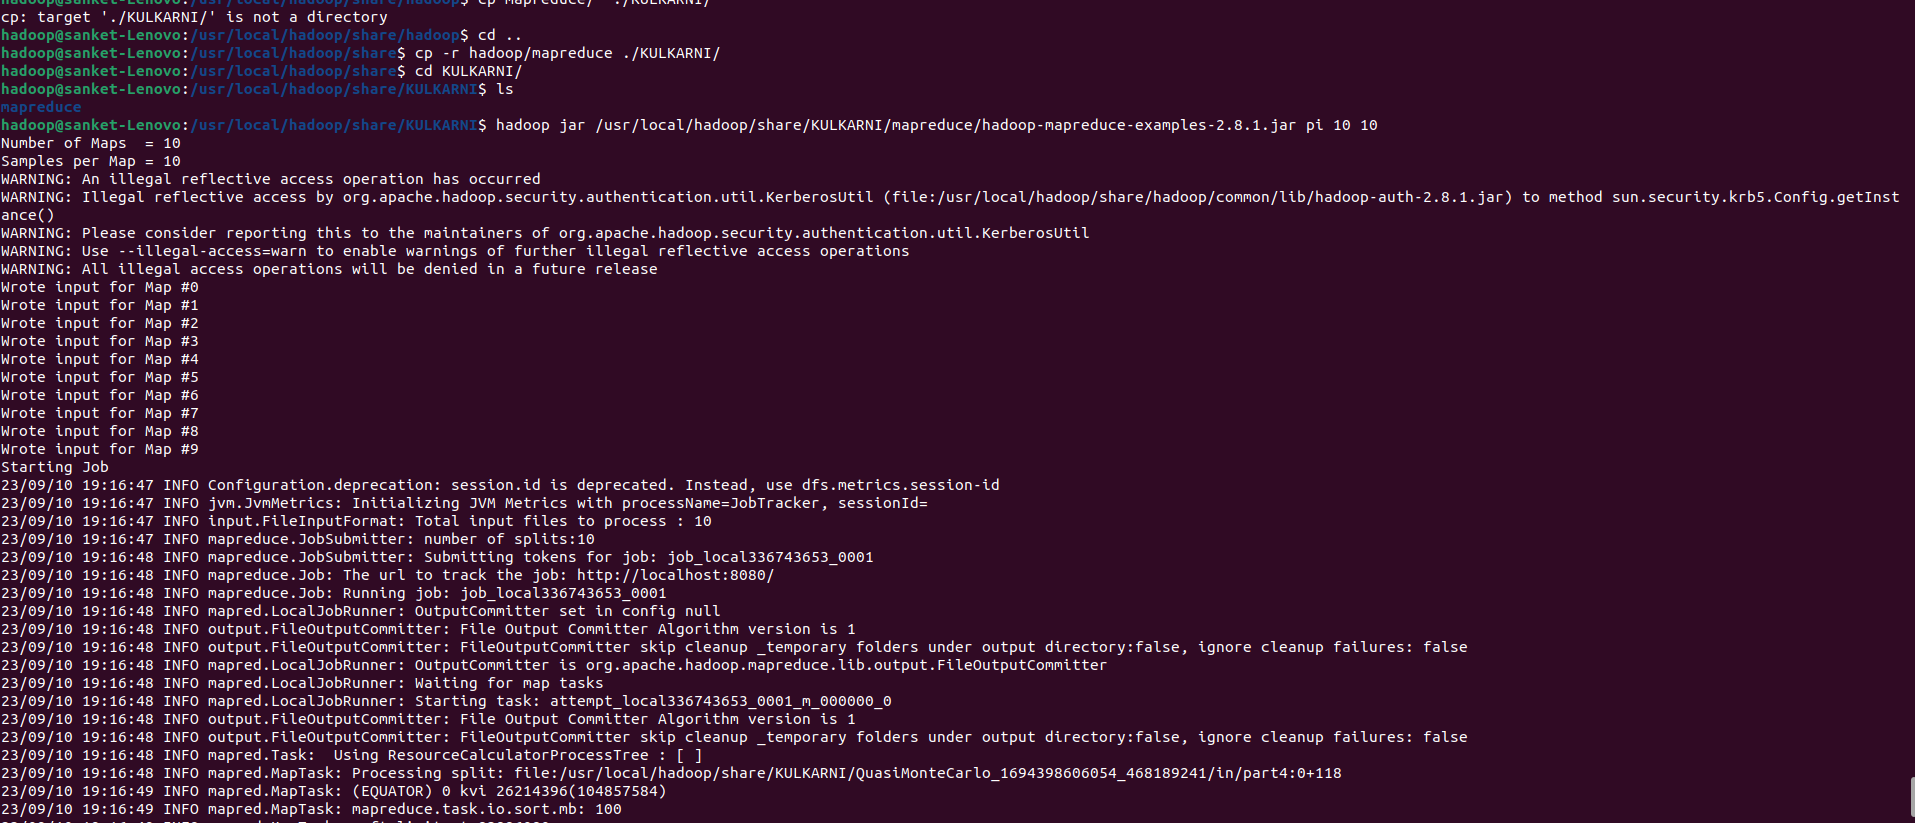 hadoop@sanket-Lenovo:/usr/local/hadoop/share/hadoop$ cp mapreduce/ ./KULKARNI/
cp: target './KULKARNI/' is not a directory
hadoop@sanket-Lenovo:/usr/local/hadoop/share/hadoop$ cd ..
hadoop@sanket-Lenovo:/usr/local/hadoop/share$ cp -r hadoop/mapreduce ./KULKARNI/
hadoop@sanket-Lenovo:/usr/local/hadoop/share$ cd KULKARNI/
hadoop@sanket-Lenovo:/usr/local/hadoop/share/KULKARNI$ ls
mapreduce
hadoop@sanket-Lenovo:/usr/local/hadoop/share/KULKARNI$ hadoop jar /usr/local/hadoop/share/KULKARNI/mapreduce/hadoop-mapreduce-examples-2.8.1.jar pi 10 10
Number of Maps  = 10
Samples per Map = 10
WARNING: An illegal reflective access operation has occurred
WARNING: Illegal reflective access by org.apache.hadoop.security.authentication.util.KerberosUtil (file:/usr/local/hadoop/share/hadoop/common/lib/hadoop-auth-2.8.1.jar) to method sun.security.krb5.Config.getInst
ance()
WARNING: Please consider reporting this to the maintainers of org.apache.hadoop.security.authentication.util.KerberosUtil
WARNING: Use --illegal-access=warn to enable warnings of further illegal reflective access operations
WARNING: All illegal access operations will be denied in a future release
Wrote input for Map #0
Wrote input for Map #1
Wrote input for Map #2
Wrote input for Map #3
Wrote input for Map #4
Wrote input for Map #5
Wrote input for Map #6
Wrote input for Map #7
Wrote input for Map #8
Wrote input for Map #9
Starting Job
23/09/10 19:16:47 INFO Configuration.deprecation: session.id is deprecated. Instead, use dfs.metrics.session-id
23/09/10 19:16:47 INFO jvm.JvmMetrics: Initializing JVM Metrics with processName=JobTracker, sessionId=
23/09/10 19:16:47 INFO input.FileInputFormat: Total input files to process : 10
23/09/10 19:16:47 INFO mapreduce.JobSubmitter: number of splits:10
23/09/10 19:16:48 INFO mapreduce.JobSubmitter: Submitting tokens for job: job_local336743653_0001
23/09/10 19:16:48 INFO mapreduce.Job: The url to track the job: http://localhost:8080/
23/09/10 19:16:48 INFO mapreduce.Job: Running job: job_local336743653_0001
23/09/10 19:16:48 INFO mapred.LocalJobRunner: OutputCommitter set in config null
23/09/10 19:16:48 INFO output.FileOutputCommitter: File Output Committer Algorithm version is 1
23/09/10 19:16:48 INFO output.FileOutputCommitter: FileOutputCommitter skip cleanup _temporary folders under output directory:false, ignore cleanup failures: false
23/09/10 19:16:48 INFO mapred.LocalJobRunner: OutputCommitter is org.apache.hadoop.mapreduce.lib.output.FileOutputCommitter
23/09/10 19:16:48 INFO mapred.LocalJobRunner: Waiting for map tasks
23/09/10 19:16:48 INFO mapred.LocalJobRunner: Starting task: attempt_local336743653_0001_m_000000_0
23/09/10 19:16:48 INFO output.FileOutputCommitter: File Output Committer Algorithm version is 1
23/09/10 19:16:48 INFO output.FileOutputCommitter: FileOutputCommitter skip cleanup _temporary folders under output directory:false, ignore cleanup failures: false
23/09/10 19:16:48 INFO mapred.Task:  Using ResourceCalculatorProcessTree : [ ]
23/09/10 19:16:48 INFO mapred.MapTask: Processing split: file:/usr/local/hadoop/share/KULKARNI/QuasiMonteCarlo_1694398606054_468189241/in/part4:0+118
23/09/10 19:16:49 INFO mapred.MapTask: (EQUATOR) 0 kvi 26214396(104857584)
23/09/10 19:16:49 INFO mapred.MapTask: mapreduce.task.io.sort.mb: 100